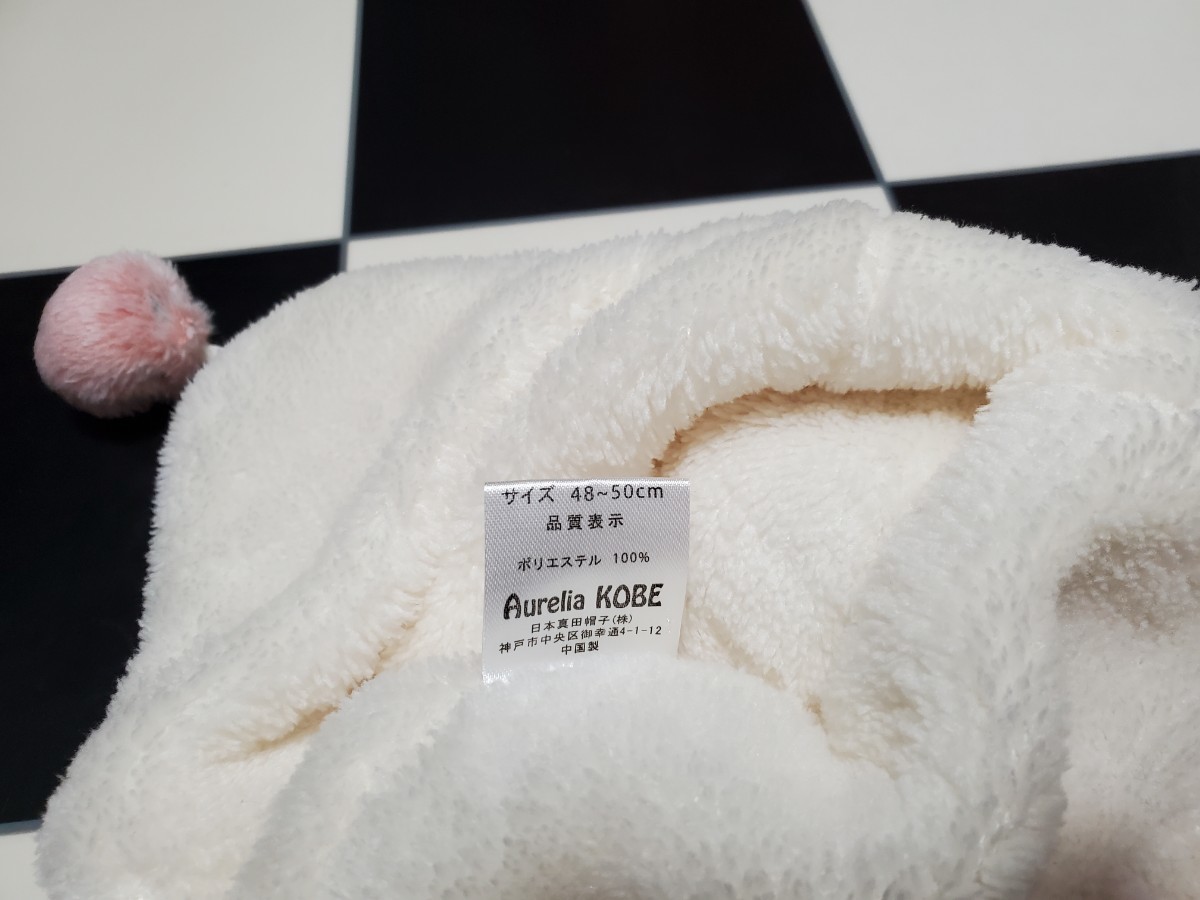 サイズ 48~50cm
品質表示
ポリエステル 100%
Aurelia KOBE
日本真田帽子(株)
神戸市中央区御幸通4-1-12
中国製